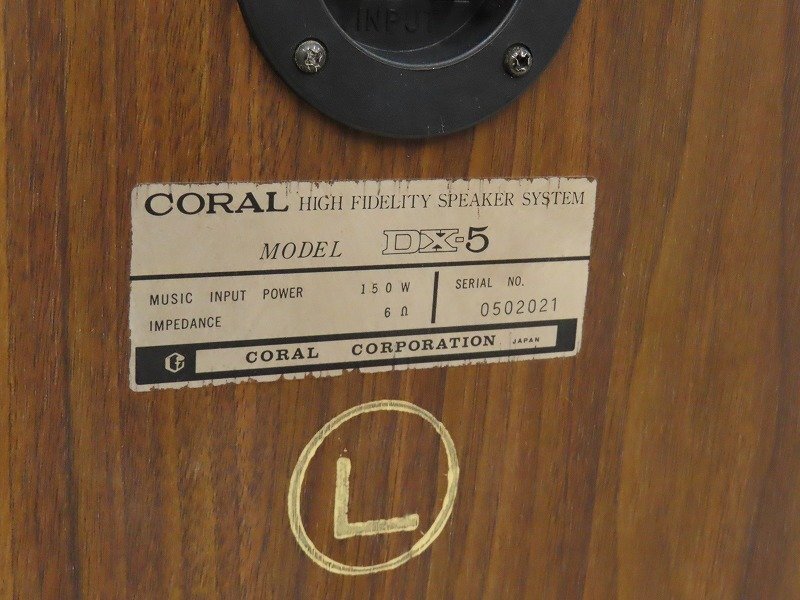 INPUT
CORAL HIGH FIDELITY SPEAKER SYSTEM
MODEL DX-5
MUSIC INPUT POWER 150W
IMPEDANCE 6Ω
SERIAL NO.
0502021
CORAL CORPORATION JAPAN
L